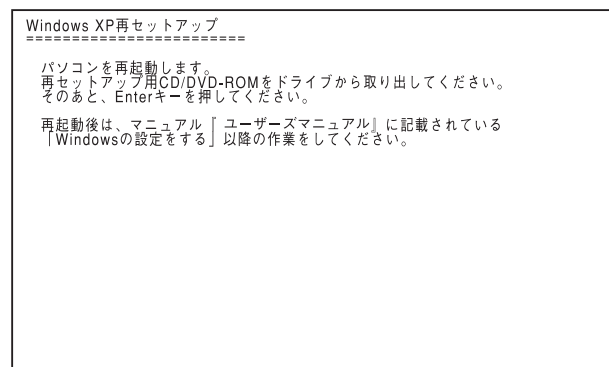 Windows XP再セットアップ
========================
パソコンを再起動します。
再セットアップ用CD/DVD-ROMをドライブから取り出してください。
そのあと、Enterキーを押してください。
再起動後は、マニュアル『 ユーザーズマニュアル』に記載されている
「Windowsの設定をする」以降の作業をしてください。